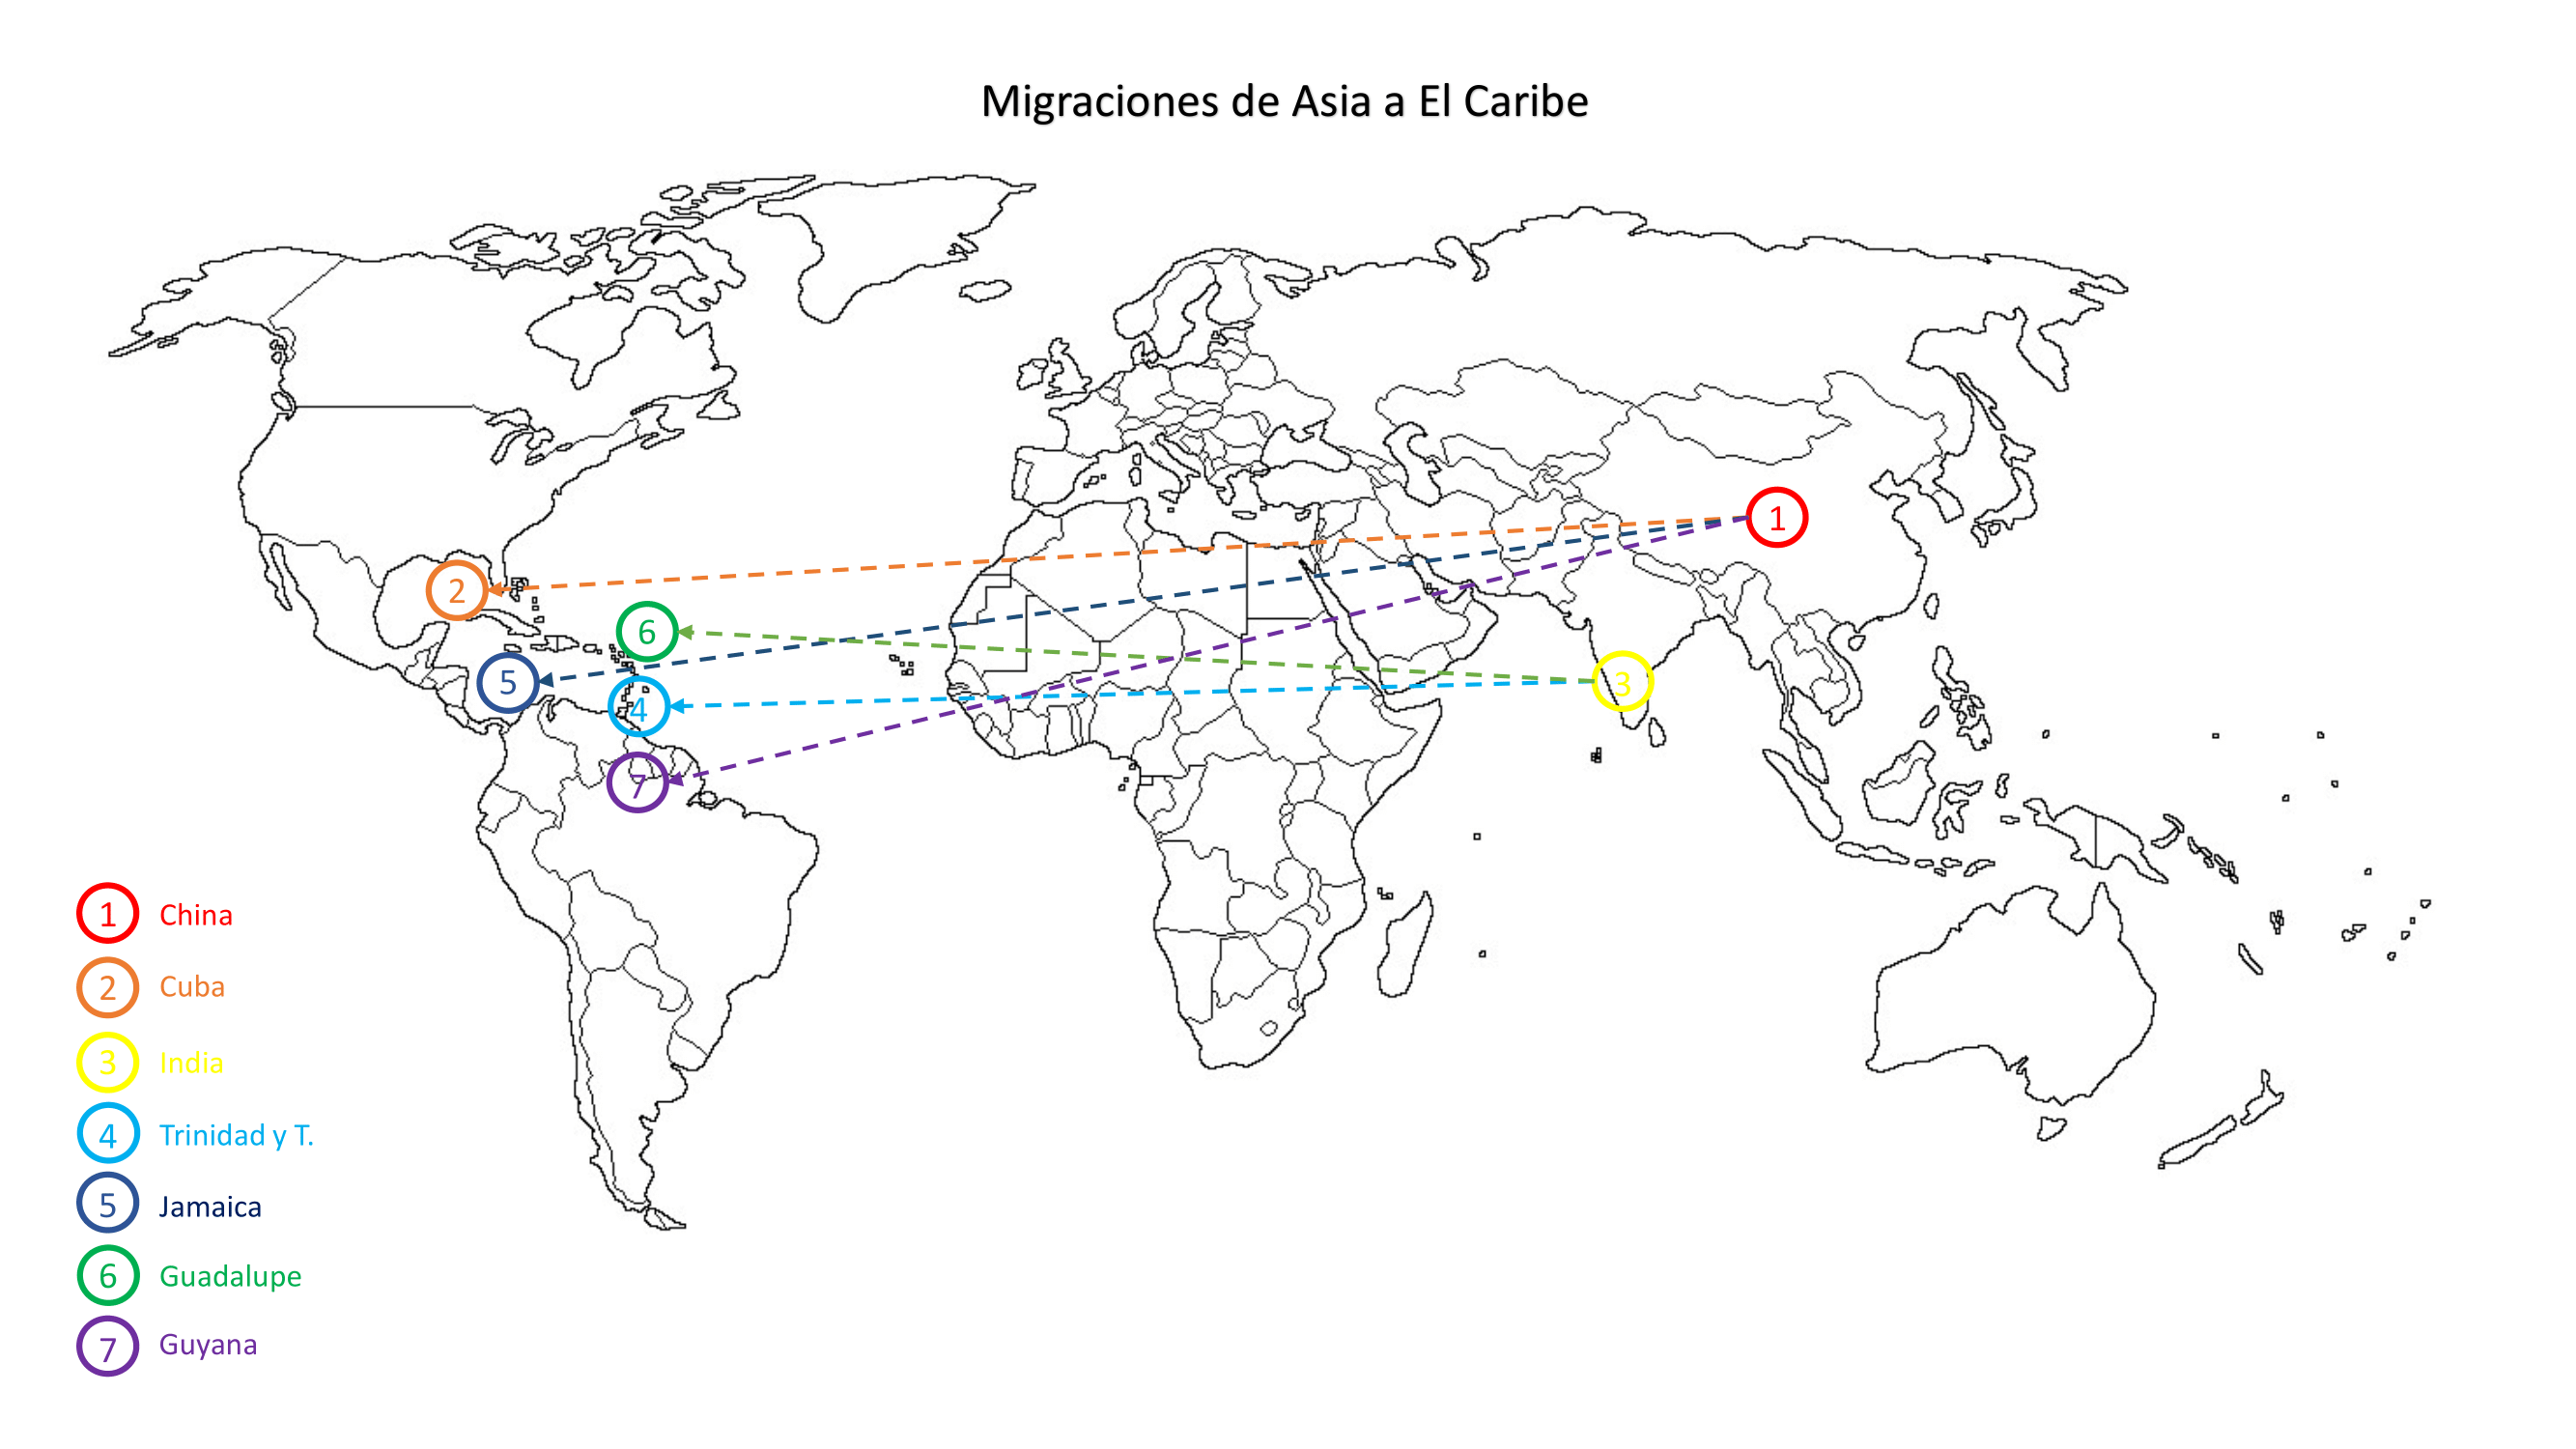 Migraciones de Asia a El Caribe
1
2
6
3
5
4
7
1 China
2 Cuba
3 India
4 Trinidad y T.
5 Jamaica
6 Guadalupe
7 Guyana